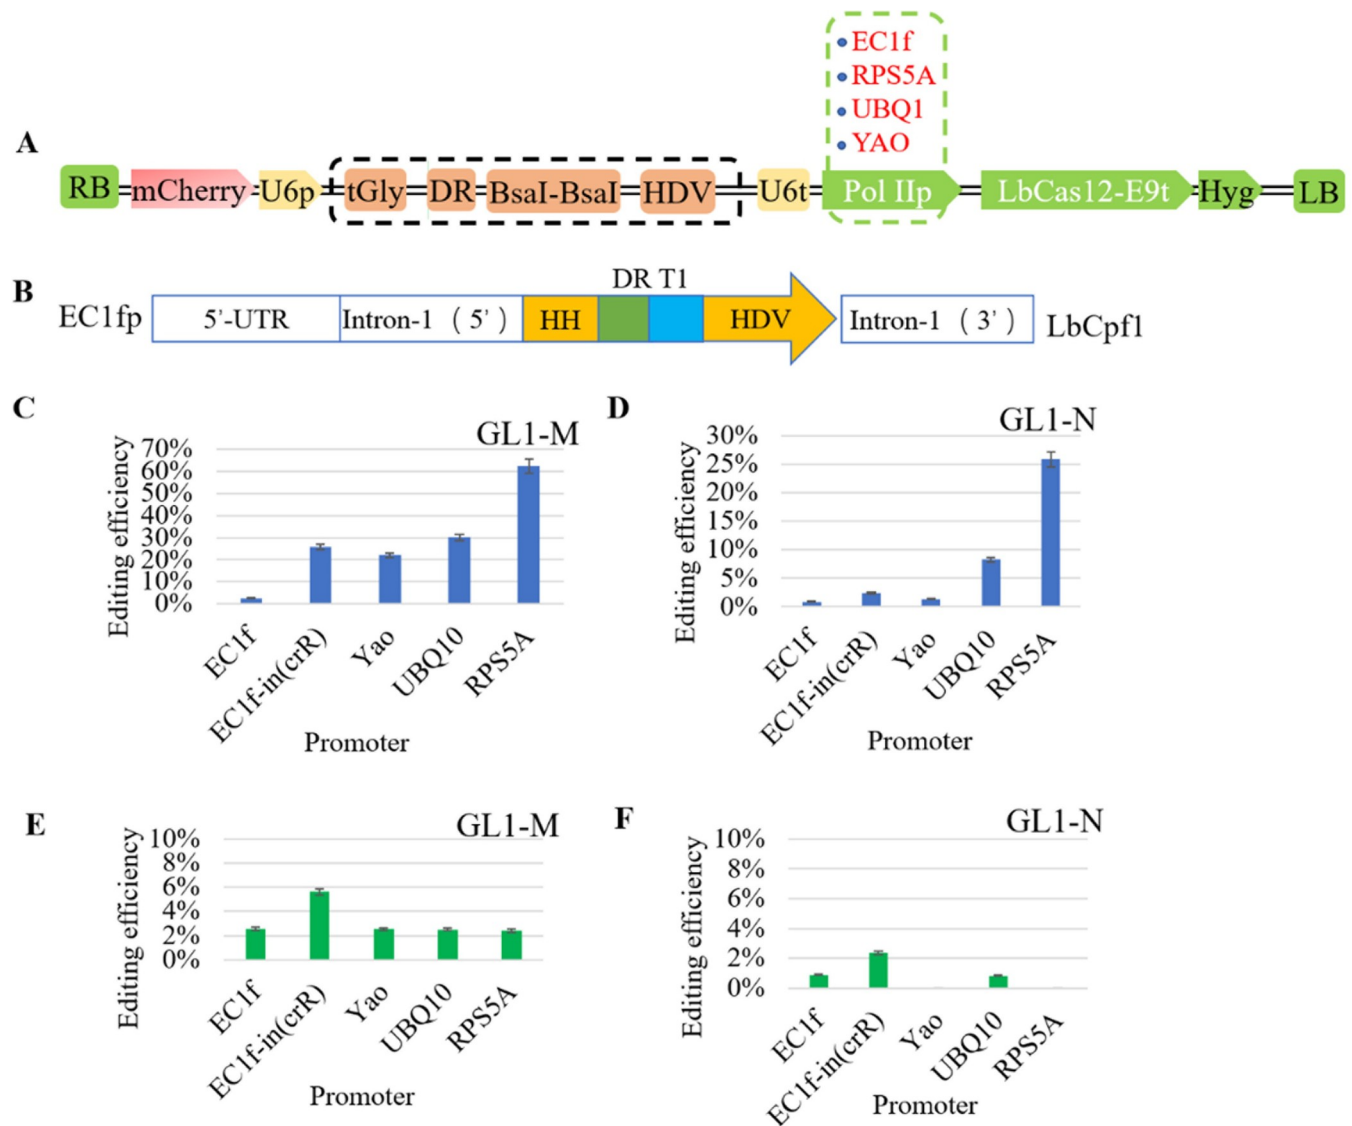 • EC1f
• RPS5A
• UBQ1
• YAO
A
RB mCherry U6p tGly DR BsaI-BsaI HDV U6t Pol IIp LbCas12-E9t Hyg LB
B
DR T1
EC1fp 5'-UTR Intron-1 (5') HH HDV Intron-1 (3') LbCpf1
C
GL1-M
Editing efficiency
70%
60%
50%
40%
30%
20%
10%
0%
EC1f
EC1f-in(crR)
Yao
UBQ10
RPS5A
Promoter
D
GL1-N
Editing efficiency
30%
25%
20%
15%
10%
5%
0%
EC1f
EC1f-in(crR)
Yao
UBQ10
RPS5A
Promoter
E
GL1-M
Editing efficiency
10%
8%
6%
4%
2%
0%
EC1f
EC1f-in(crR)
Yao
UBQ10
RPS5A
Promoter
F
GL1-N
Editing efficiency
10%
8%
6%
4%
2%
0%
EC1f
EC1f-in(crR)
Yao
UBQ10
RPS5A
Promoter